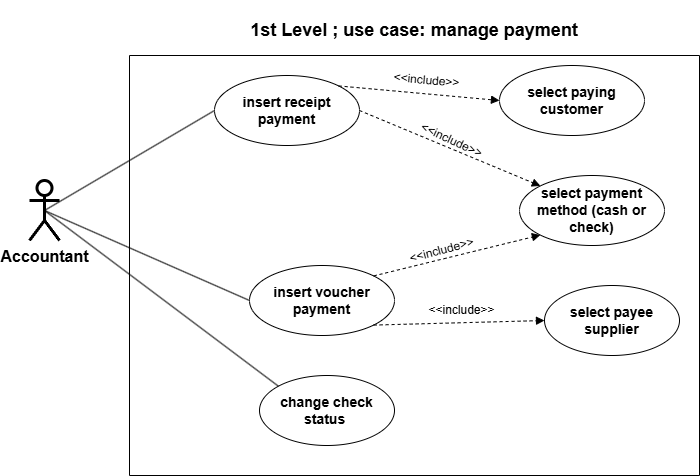 1st Level ; use case: manage payment
insert receipt
payment
<<include>>
select paying
customer
<<include>>
select payment
method (cash or
check)
Accountant
<<include>>
insert voucher
payment
<<include>>
select payee
supplier
change check
status